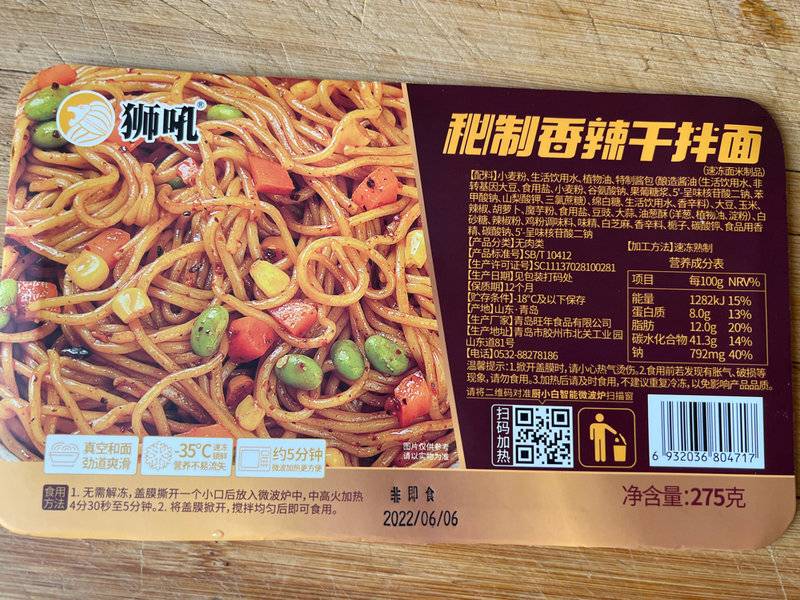 狮吼®
秘制香辣干拌面
(速冻面米制品)
【配料】小麦粉、生活饮用水、植物油、特制酱包(酿造酱油(生活饮用水、非
转基因大豆、食用盐、小麦粉、谷氨酸钠、果葡糖浆、5'-呈味核苷酸二钠、苯
甲酸钠、山梨酸钾、三氯蔗糖)、绵白糖、生活饮用水、香辛料)、大豆、玉米、
辣椒、胡萝卜、魔芋粉、食用盐、豆豉、大蒜、油葱酥(洋葱、植物油、淀粉)、白
砂糖、辣椒粉、鸡粉调味料、味精、白芝麻、香辛料、栀子、碳酸钾、食品用香
精、碳酸钠、5'-呈味核苷酸二钠
【产品分类】无肉类
【加工方法】速冻熟制
【产品标准号】SB/T 10412
【生产许可证号】SC11137028100281
【生产日期】见包装打码处
【保质期】12个月
【贮存条件】-18℃及以下保存
【产地】山东·青岛
【生产厂家】青岛旺年食品有限公司
【生产地址】青岛市胶州市北关工业园
山东道81号
【电话】0532-88278186
营养成分表
项目 每100g NRV%
能量 1282kJ 15%
蛋白质 8.0g 13%
脂肪 12.0g 20%
碳水化合物 41.3g 14%
钠 792mg 40%
温馨提示:1.掀开盖膜时,请小心热气烫伤。2.食用前若发现有胀气、破损等
现象,请勿食用。3.加热后请及时食用,不建议重复冷冻,以免影响产品品质。
请将二维码对准厨小白智能微波炉扫描窗
扫码加热
6 932036 804717
真空和面
劲道爽滑
-35℃速冻锁鲜
营养不易流失
约5分钟
微波加热更方便
图片仅供参考
请以实物为准
食用方法
1. 无需解冻,盖膜撕开一个小口后放入微波炉中,中高火加热
4分30秒至5分钟。2. 将盖膜掀开,搅拌均匀后即可食用。
非即食
2022/06/06
净含量:275克